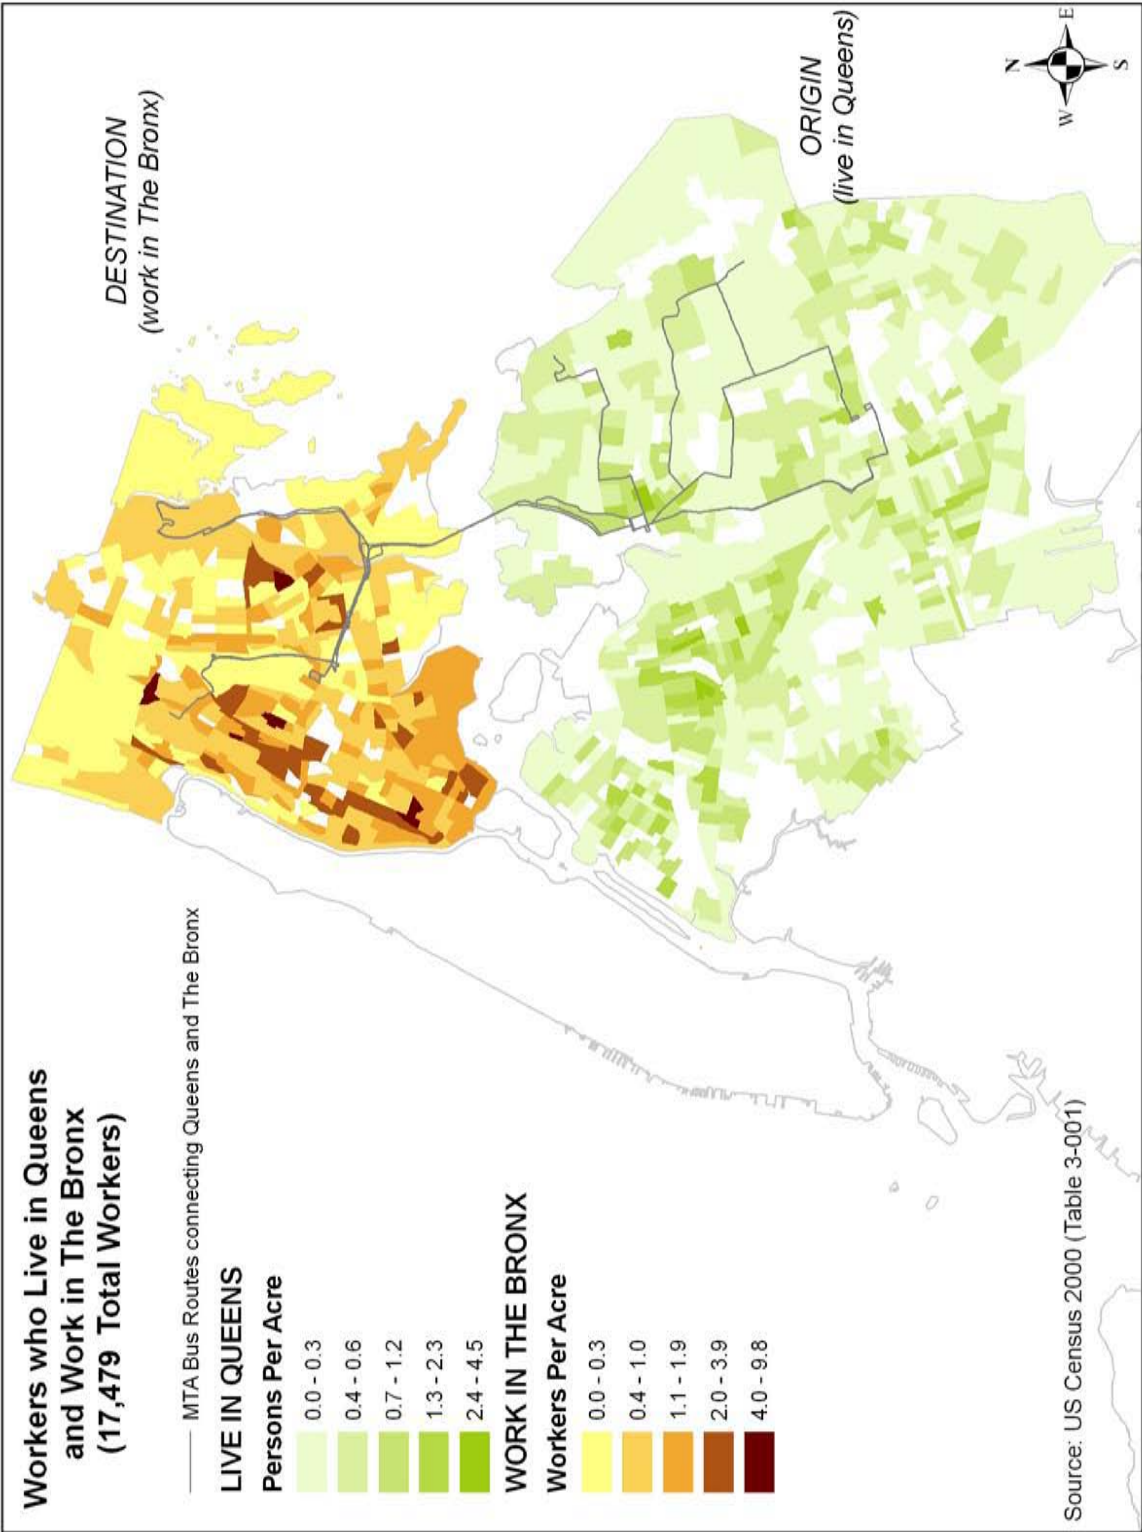 Workers who Live in Queens
and Work in The Bronx
(17,479 Total Workers)
MTA Bus Routes connecting Queens and The Bronx
LIVE IN QUEENS
Persons Per Acre
0.0 - 0.3
0.4 - 0.6
0.7 - 1.2
1.3 - 2.3
2.4 - 4.5
WORK IN THE BRONX
Workers Per Acre
0.0 - 0.3
0.4 - 1.0
1.1 - 1.9
2.0 - 3.9
4.0 - 9.8
Source: US Census 2000 (Table 3-001)
DESTINATION
(work in The Bronx)
ORIGIN
(live in Queens)
N
W
E
S